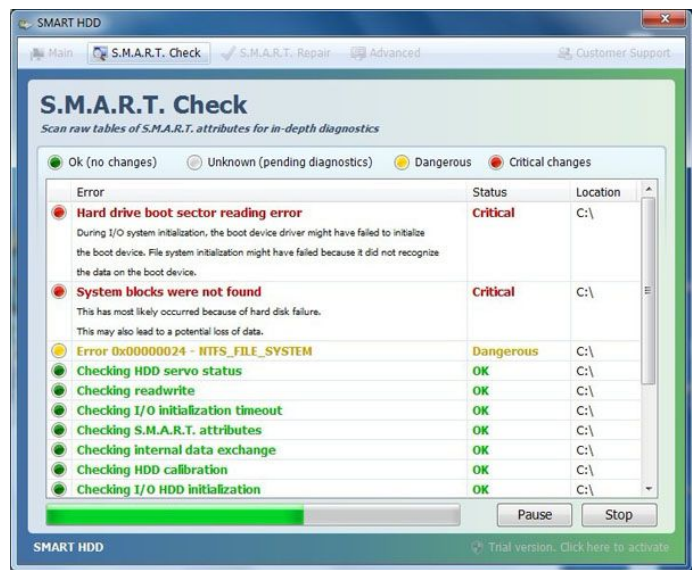 SMART HDD
Main S.M.A.R.T. Check S.M.A.R.T. Repair Advanced Customer Support
S.M.A.R.T. Check
Scan raw tables of S.M.A.R.T. attributes for in-depth diagnostics
Ok (no changes) Unknown (pending diagnostics) Dangerous Critical changes
Error Status Location
Hard drive boot sector reading error Critical C:\
During I/O system initialization, the boot device driver might have failed to initialize
the boot device. File system initialization might have failed because it did not recognize
the data on the boot device.
System blocks were not found Critical C:\
This has most likely occurred because of hard disk failure.
This may also lead to a potential loss of data.
Error 0x00000024 - NTFS_FILE_SYSTEM Dangerous C:\
Checking HDD servo status OK C:\
Checking readwrite OK C:\
Checking I/O initialization timeout OK C:\
Checking S.M.A.R.T. attributes OK C:\
Checking internal data exchange OK C:\
Checking HDD calibration OK C:\
Checking I/O HDD initialization OK C:\
Pause Stop
SMART HDD Trial version. Click here to activate